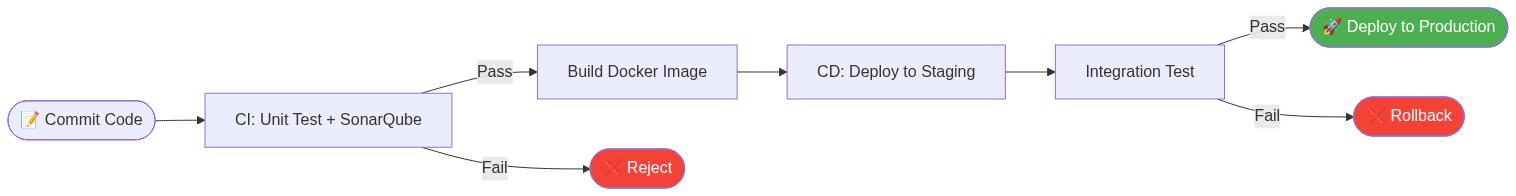 📝 Commit Code
CI: Unit Test + SonarQube
Pass
Fail
Build Docker Image
❌ Reject
CD: Deploy to Staging
Integration Test
Pass
Fail
🚀 Deploy to Production
❌ Rollback